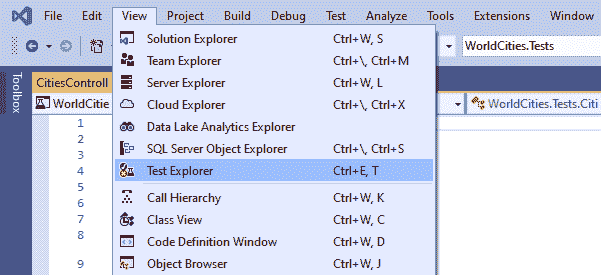 File Edit View Project Build Debug Test Analyze Tools Extensions Window
WorldCities.Tests
Toolbox
CitiesControll
WorldCitie
WorldCities.Tests.Citi
Solution Explorer Ctrl+W, S
Team Explorer Ctrl+\, Ctrl+M
Server Explorer Ctrl+W, L
Cloud Explorer Ctrl+\, Ctrl+X
Data Lake Analytics Explorer
SQL Server Object Explorer Ctrl+\, Ctrl+S
Test Explorer Ctrl+E, T
Call Hierarchy Ctrl+W, K
Class View Ctrl+W, C
Code Definition Window Ctrl+W, D
Object Browser Ctrl+W, J
1
2
3
4
5
6
7
8
9